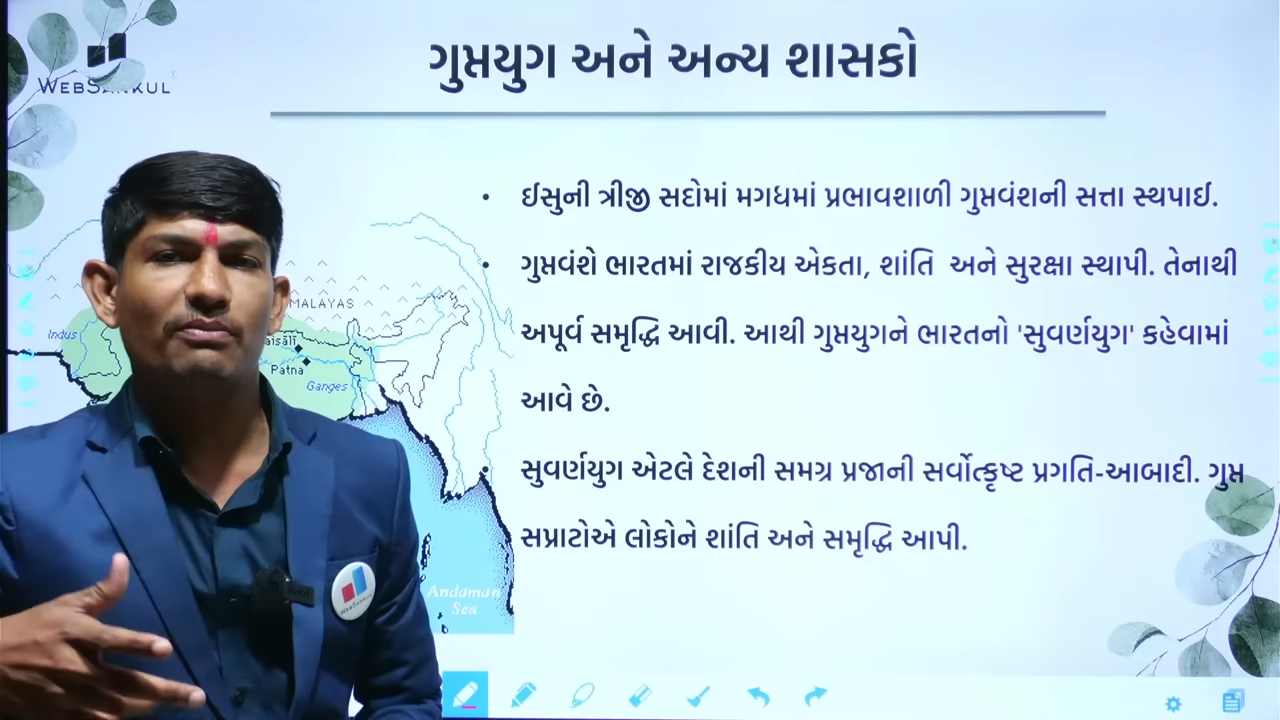 WEBSANKUL
ગુપ્તયુગ અને અન્ય શાસકો
• ઈસુની ત્રીજી સદીમાં મગધમાં પ્રભાવશાળી ગુપ્તવંશની સત્તા સ્થપાઈ.
• ગુપ્તવંશે ભારતમાં રાજકીય એકતા, શાંતિ અને સુરક્ષા સ્થાપી. તેનાથી
અપૂર્વ સમૃદ્ધિ આવી. આથી ગુપ્તયુગને ભારતનો 'સુવર્ણયુગ' કહેવામાં
આવે છે.
• સુવર્ણયુગ એટલે દેશની સમગ્ર પ્રજાની સર્વોત્કૃષ્ટ પ્રગતિ-આબાદી. ગુપ્ત
સમ્રાટોએ લોકોને શાંતિ અને સમૃદ્ધિ આપી.
Indus
Patna
Ganges
Andaman
Sea
WEBSANKUL